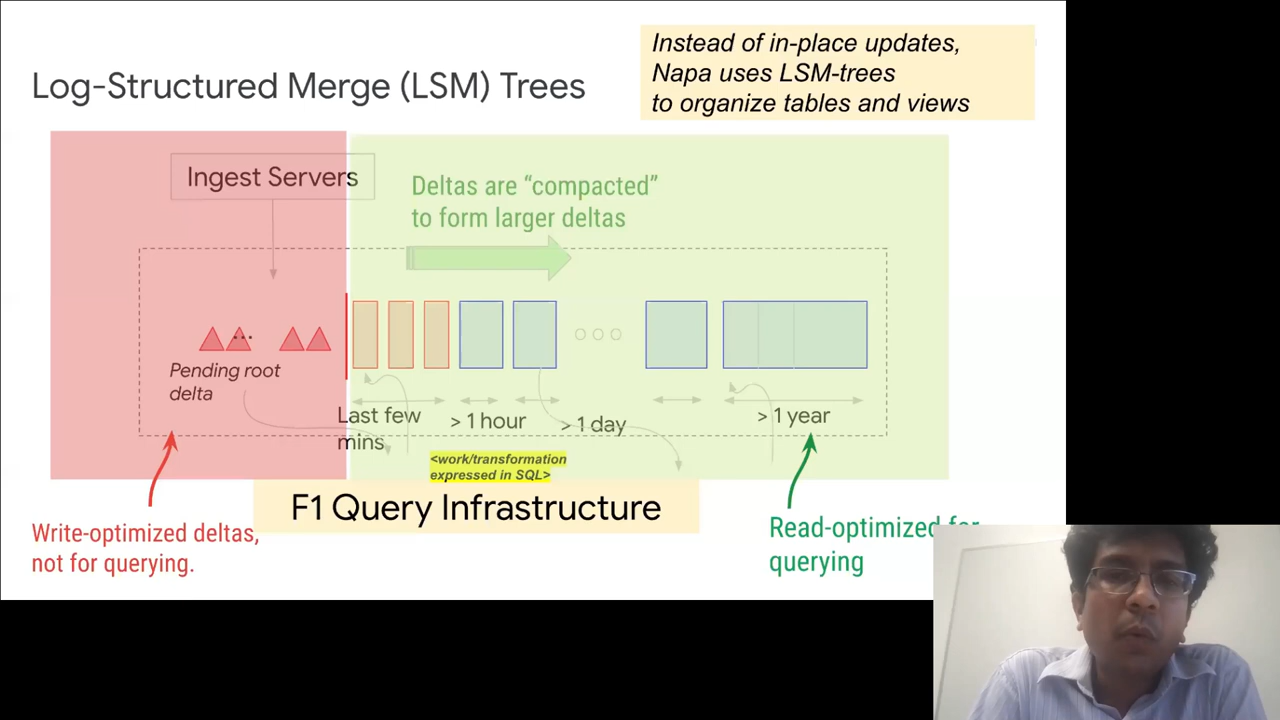 Instead of in-place updates,
Napa uses LSM-trees
to organize tables and views
Log-Structured Merge (LSM) Trees
Ingest Servers
Deltas are “compacted”
to form larger deltas
...
Pending root
delta
Last few
mins
> 1 hour
> 1 day
> 1 year
<work/transformation
expressed in SQL>
F1 Query Infrastructure
Write-optimized deltas,
not for querying.
Read-optimized for
querying